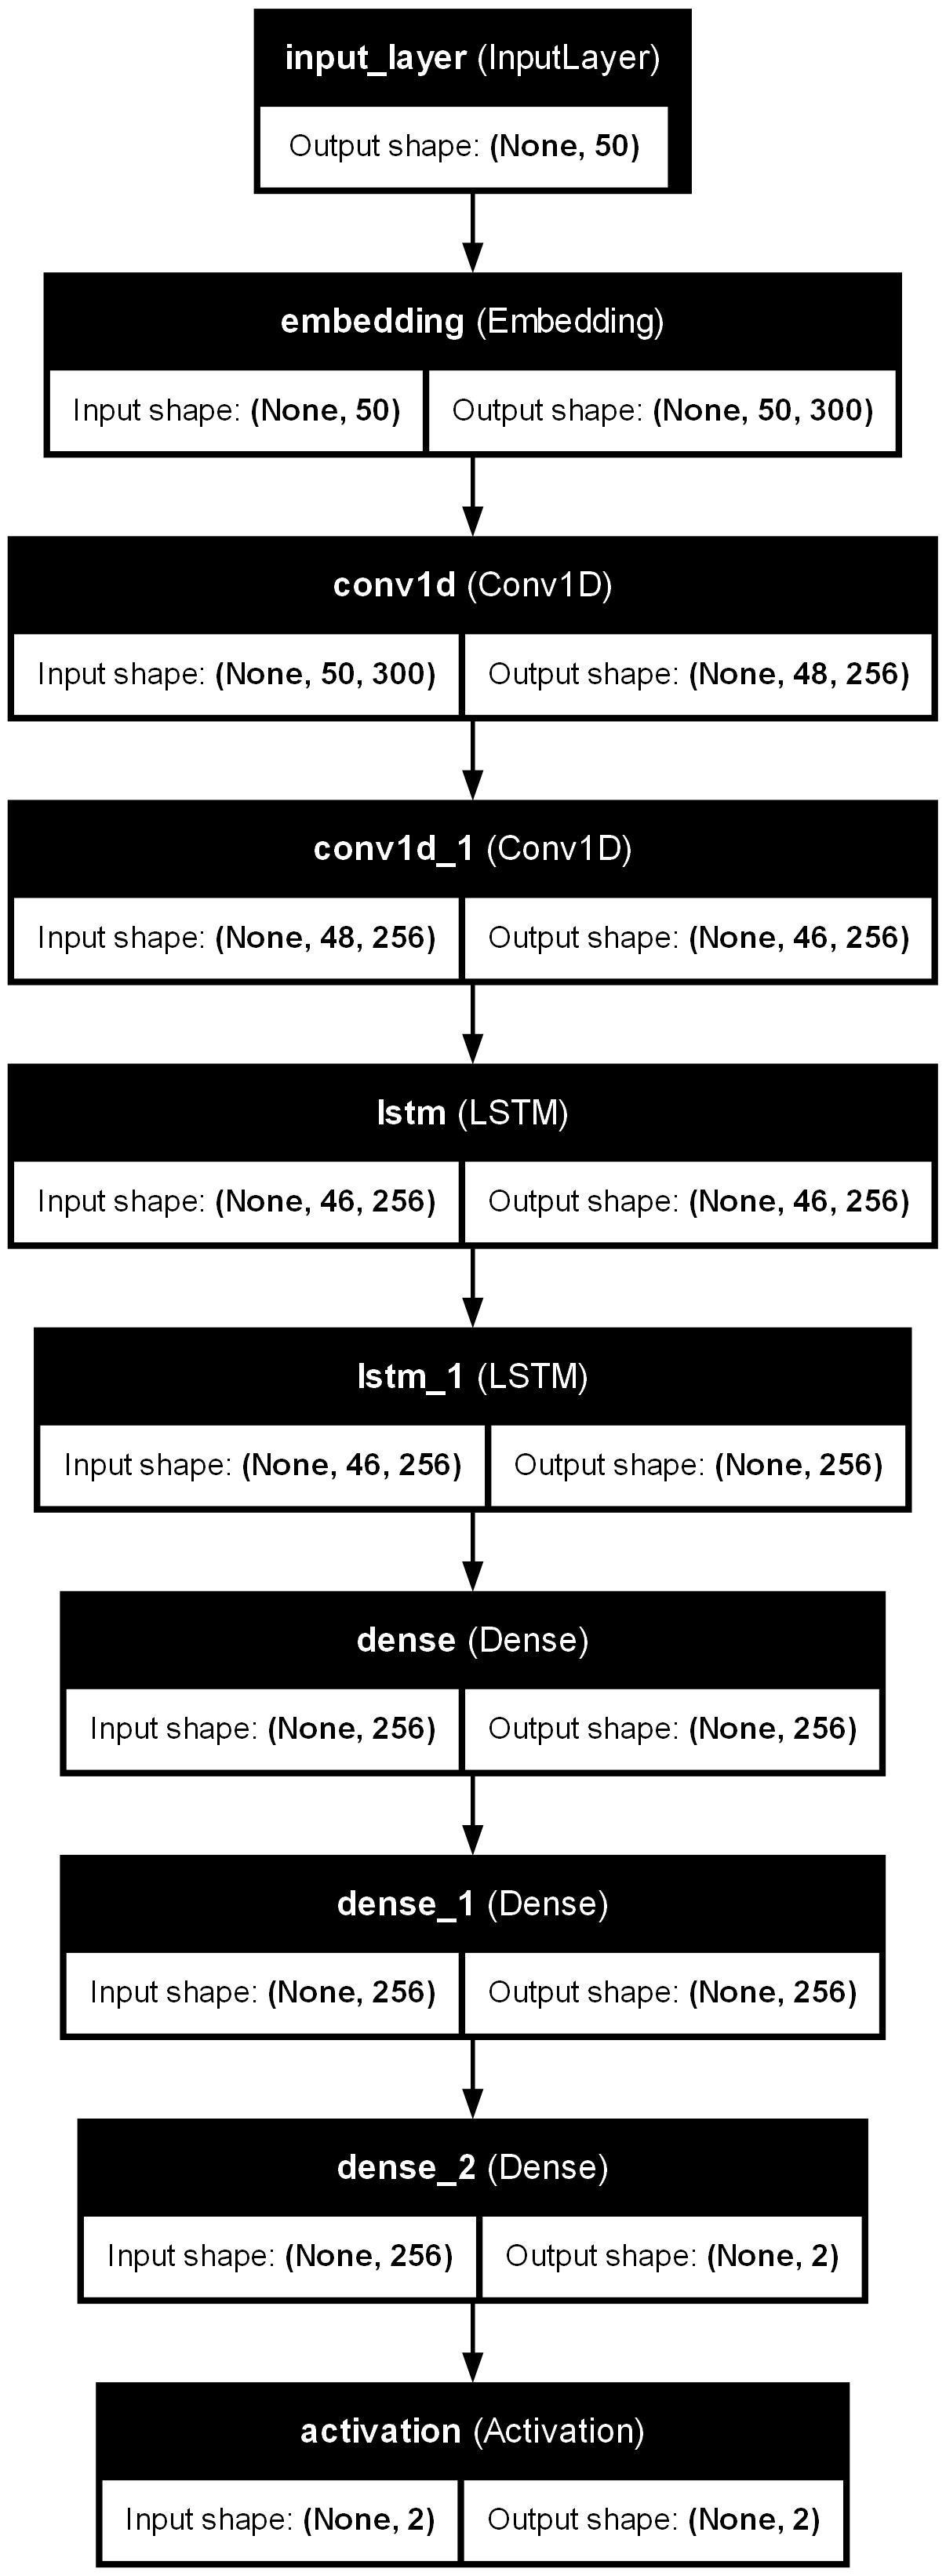 input_layer (InputLayer)
Output shape: (None, 50)
embedding (Embedding)
Input shape: (None, 50) Output shape: (None, 50, 300)
conv1d (Conv1D)
Input shape: (None, 50, 300) Output shape: (None, 48, 256)
conv1d_1 (Conv1D)
Input shape: (None, 48, 256) Output shape: (None, 46, 256)
lstm (LSTM)
Input shape: (None, 46, 256) Output shape: (None, 46, 256)
lstm_1 (LSTM)
Input shape: (None, 46, 256) Output shape: (None, 256)
dense (Dense)
Input shape: (None, 256) Output shape: (None, 256)
dense_1 (Dense)
Input shape: (None, 256) Output shape: (None, 256)
dense_2 (Dense)
Input shape: (None, 256) Output shape: (None, 2)
activation (Activation)
Input shape: (None, 2) Output shape: (None, 2)